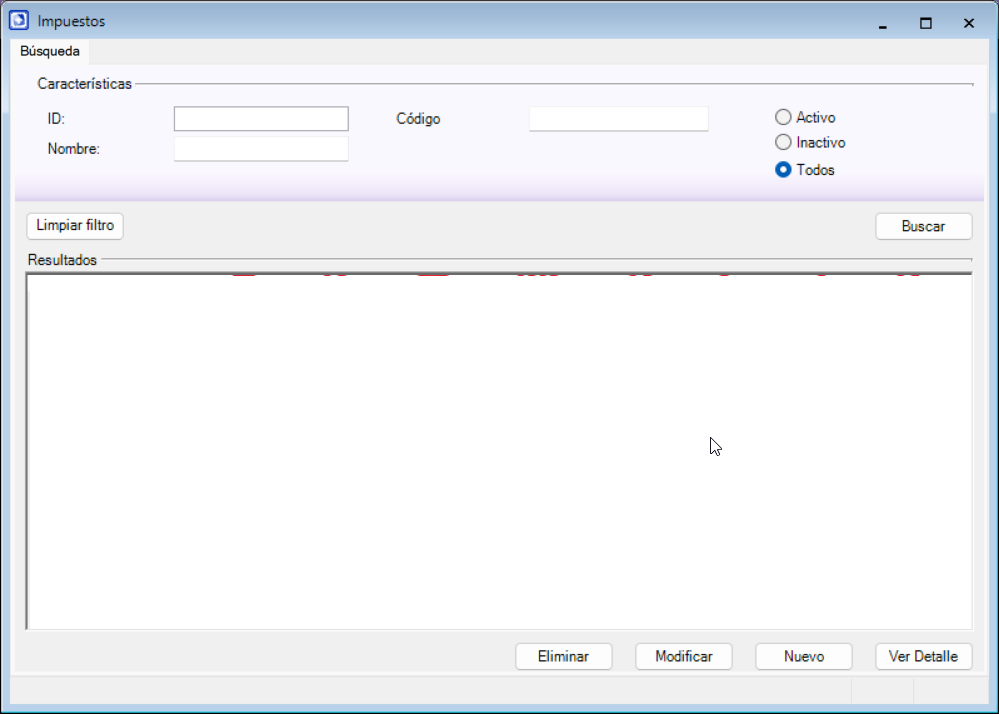 Impuestos
Búsqueda
Características
ID:
Código
Activo
Nombre:
Inactivo
Todos
Limpiar filtro
Buscar
Resultados
Eliminar
Modificar
Nuevo
Ver Detalle